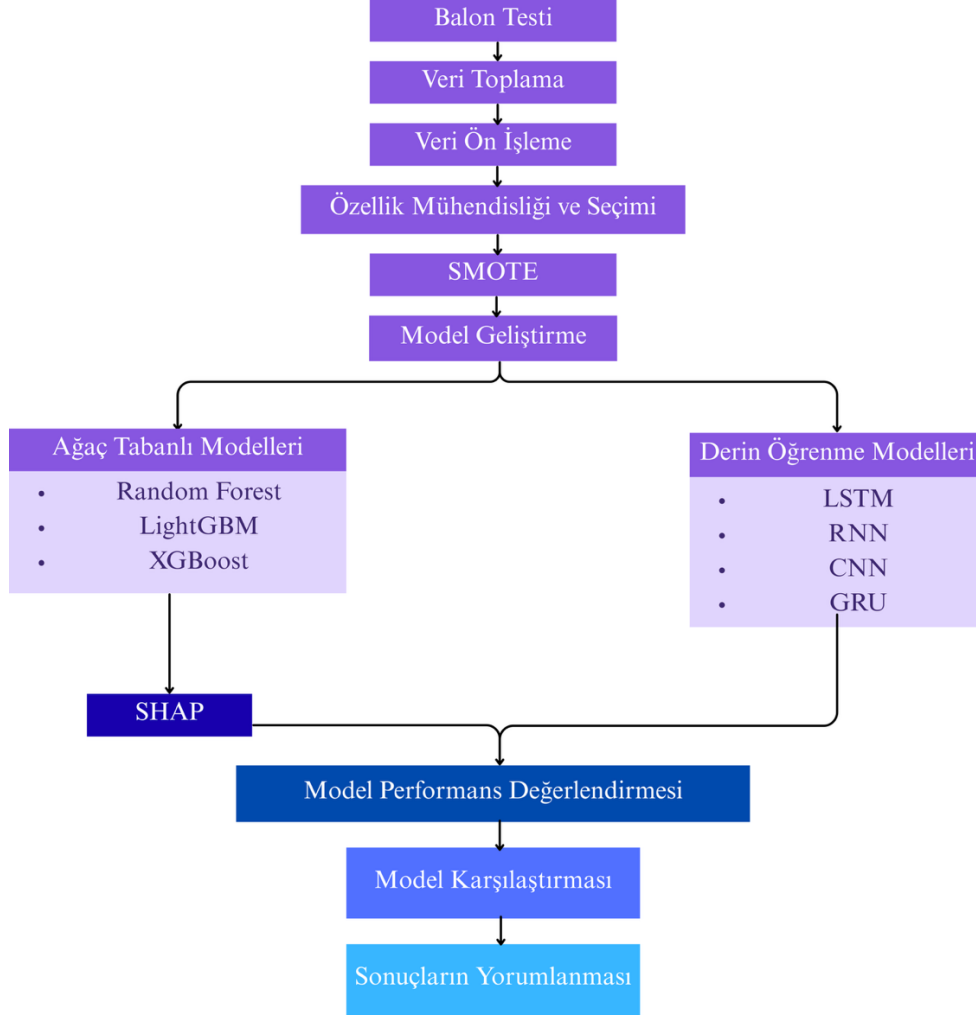 Balon Testi
Veri Toplama
Veri Ön İşleme
Özellik Mühendisliği ve Seçimi
SMOTE
Model Geliştirme
Ağaç Tabanlı Modelleri
• Random Forest
• LightGBM
• XGBoost
Derin Öğrenme Modelleri
• LSTM
• RNN
• CNN
• GRU
SHAP
Model Performans Değerlendirmesi
Model Karşılaştırması
Sonuçların Yorumlanması